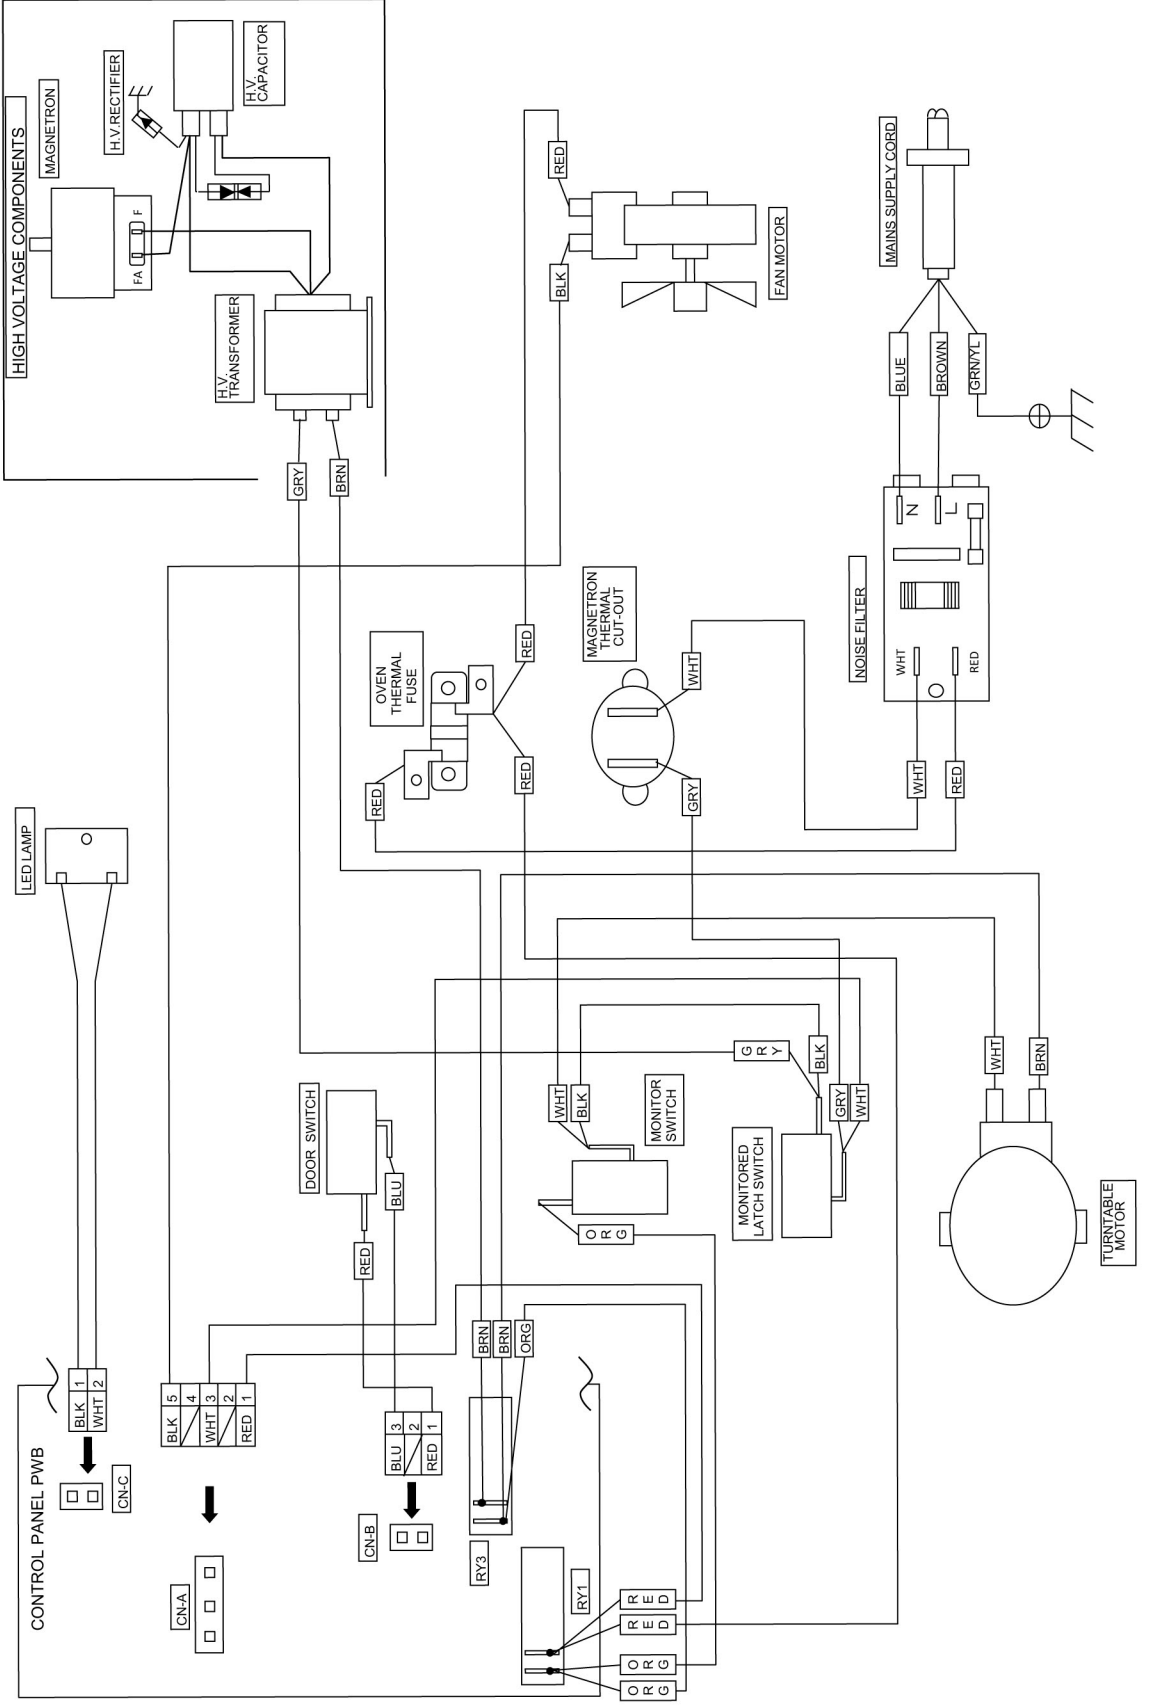 HIGH VOLTAGE COMPONENTS
MAGNETRON
H.V.RECTIFIER
H.V.
CAPACITOR
FA
F
H.V.
TRANSFORMER
GRY
BRN
RED
BLK
FAN MOTOR
MAINS SUPPLY CORD
BLUE
BROWN
GRN/YL
N
L
NOISE FILTER
WHT
RED
WHT
RED
OVEN
THERMAL
FUSE
RED
RED
RED
MAGNETRON
THERMAL
CUT-OUT
WHT
GRY
LED LAMP
DOOR SWITCH
BLU
RED
WHT
BLK
MONITOR
SWITCH
ORG
GRY
BLK
GRY
WHT
MONITORED
LATCH SWITCH
WHT
BRN
TURNTABLE
MOTOR
BRN
BRN
ORG
CONTROL PANEL PWB
BLK 1
WHT 2
CN-C
BLK 5
4
WHT 3
2
RED 1
CN-A
BLU 3
2
RED 1
CN-B
RY3
RY1
RED
RED
ORG
ORG